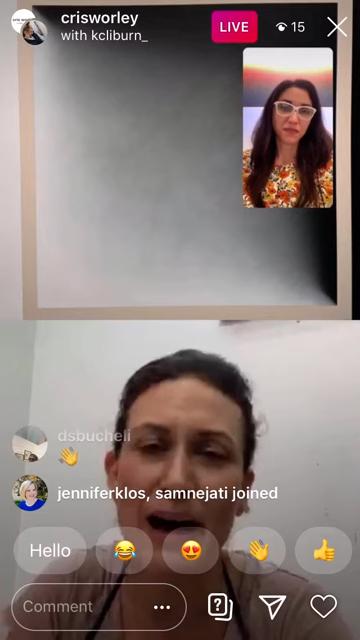 crisworley
with kcliburn_
LIVE
15
dsbucheli
👋
jenniferklos, samnejati joined
Hello 😂 😍 👋 👍
Comment